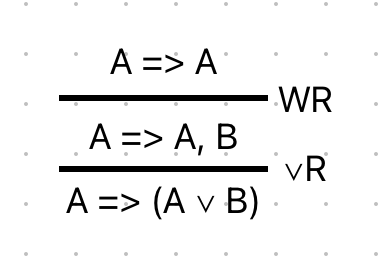 A => A
WR
A => A, B
∨R
A => (A ∨ B)